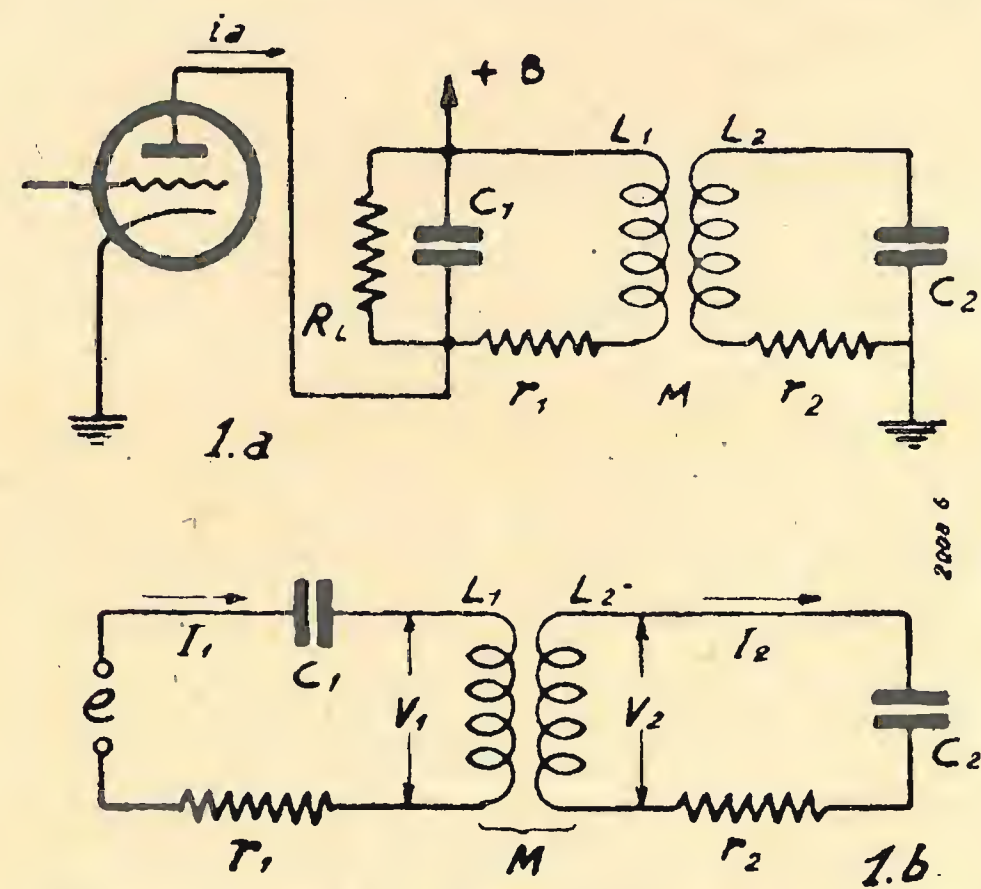 ia
+ B
L1 L2
C1
C2
RL
r1 M r2
1.a
2008 6
L1 L2
I1 I2
C1
e V1 V2
C2
r1 M r2
1.b